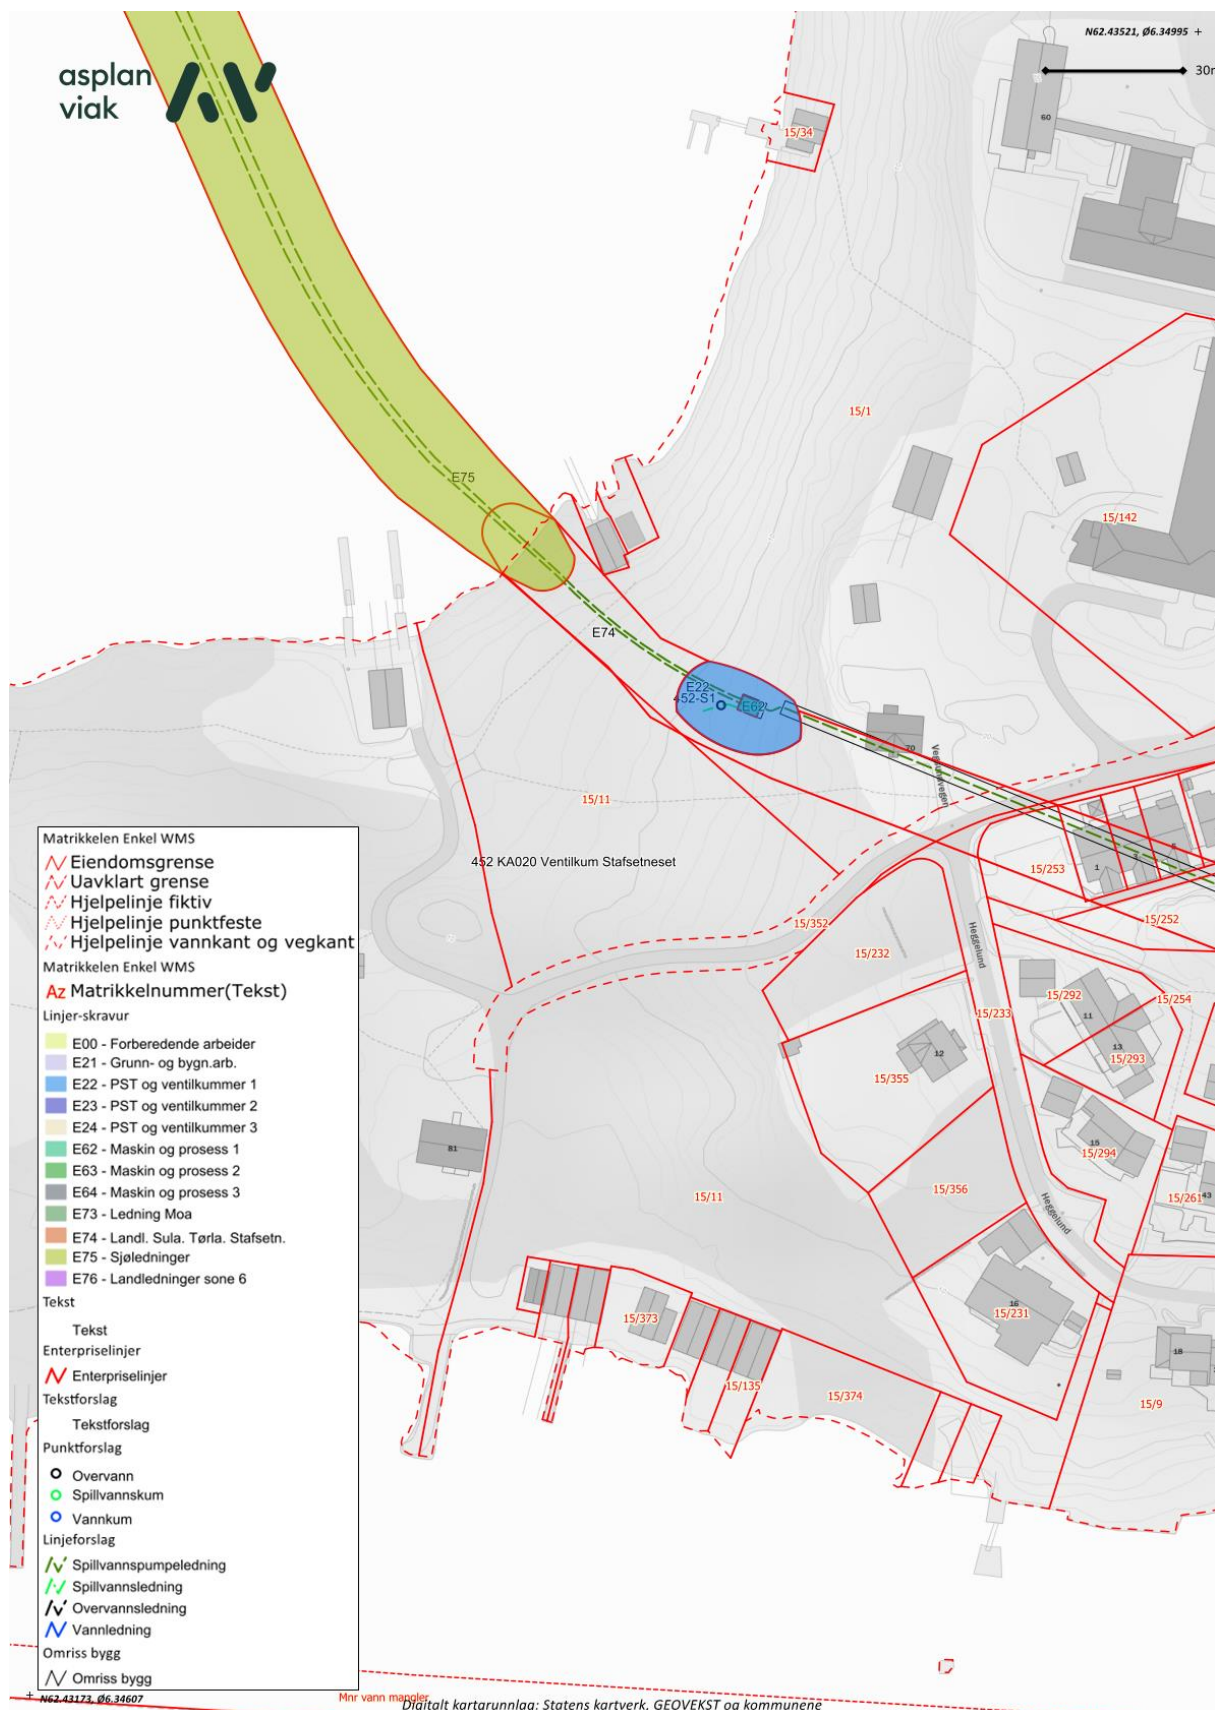 N62.43521, Ø6.34995 +
30m
asplan
viak
60
15/34
15/1
E75
15/142
E74
E22
452-S1
E62
70
Vegsundvegen
15/11
452 KA020 Ventilkum Stafsetneset
1
15/253
15/352
15/252
15/232
Heggelund
15/292
15/254
11
15/233
13
15/293
12
15/355
15
15/294
81
15/356
15/11
15/261
43
Heggelund
16
15/231
15/373
18
15/135
15/374
15/9
Matrikkelen Enkel WMS
Eiendomsgrense
Uavklart grense
Hjelpelinje fiktiv
Hjelpelinje punktfeste
Hjelpelinje vannkant og vegkant
Matrikkelen Enkel WMS
Az Matrikkelnummer(Tekst)
Linjer-skravur
E00 - Forberedende arbeider
E21 - Grunn- og bygn.arb.
E22 - PST og ventilkummer 1
E23 - PST og ventilkummer 2
E24 - PST og ventilkummer 3
E62 - Maskin og prosess 1
E63 - Maskin og prosess 2
E64 - Maskin og prosess 3
E73 - Ledning Moa
E74 - Landl. Sula. Tørla. Stafsetn.
E75 - Sjøledninger
E76 - Landledninger sone 6
Tekst
Tekst
Enterpriselinjer
Enterpriselinjer
Tekstforslag
Tekstforslag
Punktforslag
Overvann
Spillvannskum
Vannkum
Linjeforslag
Spillvannspumpeledning
Spillvannsledning
Overvannsledning
Vannledning
Omriss bygg
Omriss bygg
+ N62.43173, Ø6.34607
Mnr vann mangler
Digitalt kartgrunnlag: Statens kartverk, GEOVEKST og kommunene